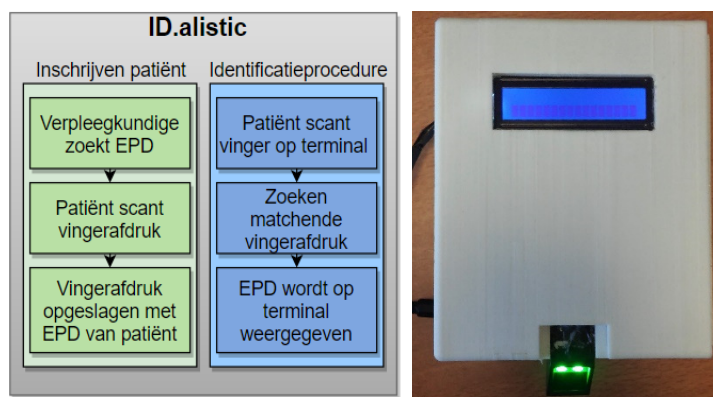 ID.alistic
Inschrijven patiënt
Identificatieprocedure
Verpleegkundige
zoekt EPD
Patiënt scant
vingerafdruk
Vingerafdruk
opgeslagen met
EPD van patiënt
Patiënt scant
vinger op terminal
Zoeken
matchende
vingerafdruk
EPD wordt op
terminal
weergegeven